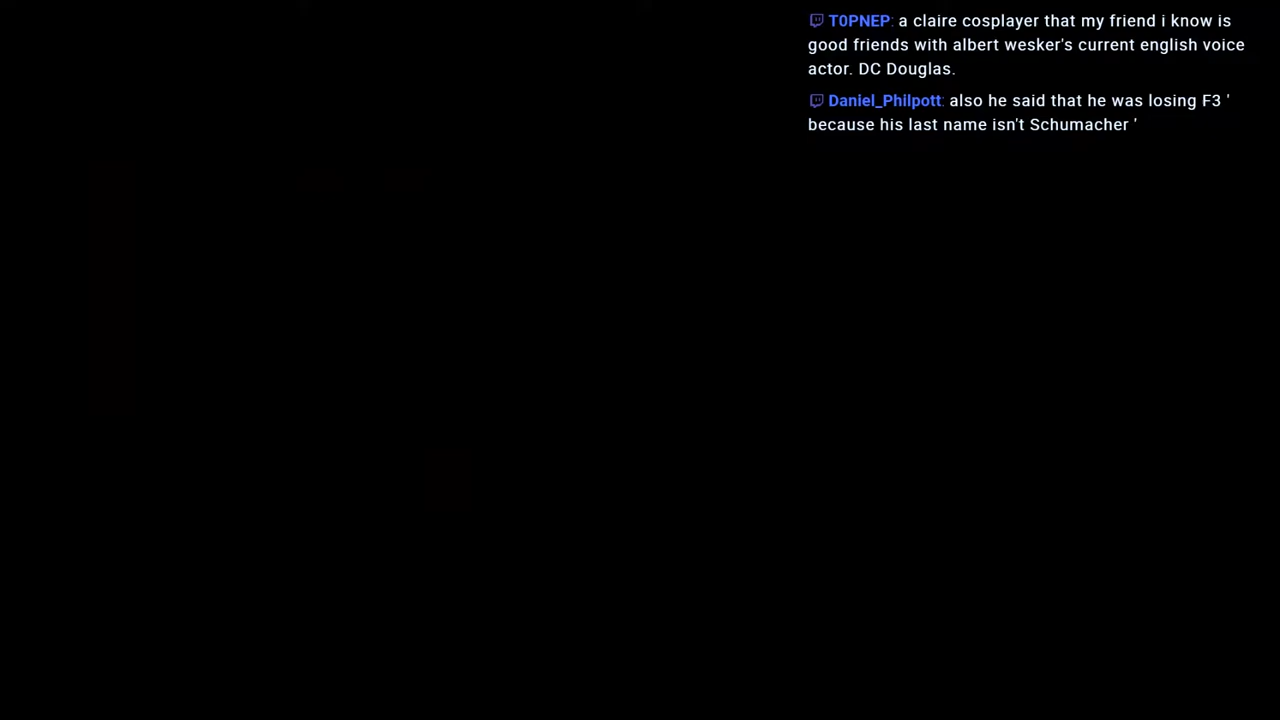 T0PNEP: a claire cosplayer that my friend i know is
good friends with albert wesker's current english voice
actor. DC Douglas.
Daniel_Philpott: also he said that he was losing F3 '
because his last name isn't Schumacher '